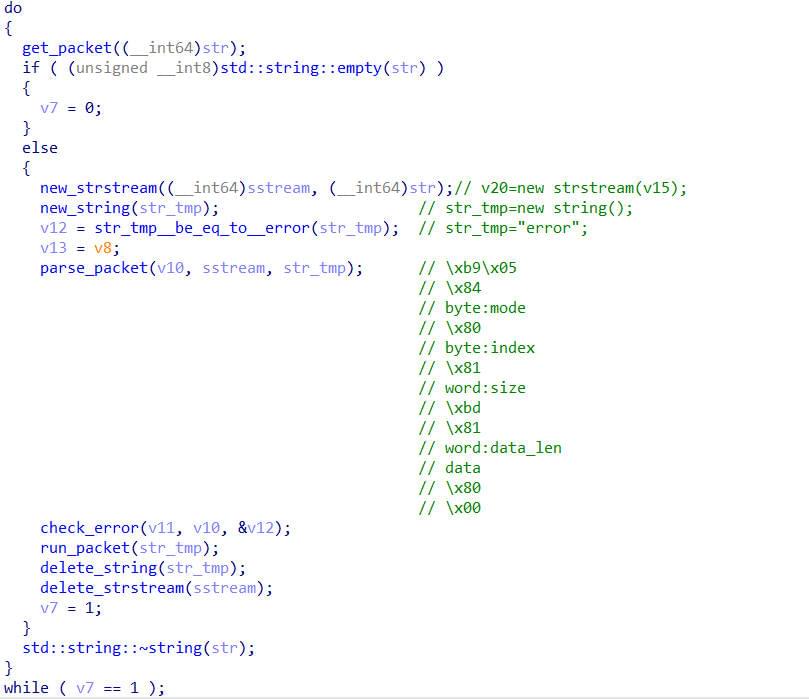 do
{
get_packet((__int64)str);
if ( (unsigned __int8)std::string::empty(str) )
{
v7 = 0;
}
else
{
new_strstream((__int64)sstream, (__int64)str);// v20=new strstream(v15);
new_string(str_tmp); // str_tmp=new string();
v12 = str_tmp__be_eq_to__error(str_tmp); // str_tmp="error";
v13 = v8;
parse_packet(v10, sstream, str_tmp); // \xb9\x05
// \x84
// byte:mode
// \x80
// byte:index
// \x81
// word:size
// \xbd
// \x81
// word:data_len
// data
// \x80
// \x00
check_error(v11, v10, &v12);
run_packet(str_tmp);
delete_string(str_tmp);
delete_strstream(sstream);
v7 = 1;
}
std::string::~string(str);
}
while ( v7 == 1 );